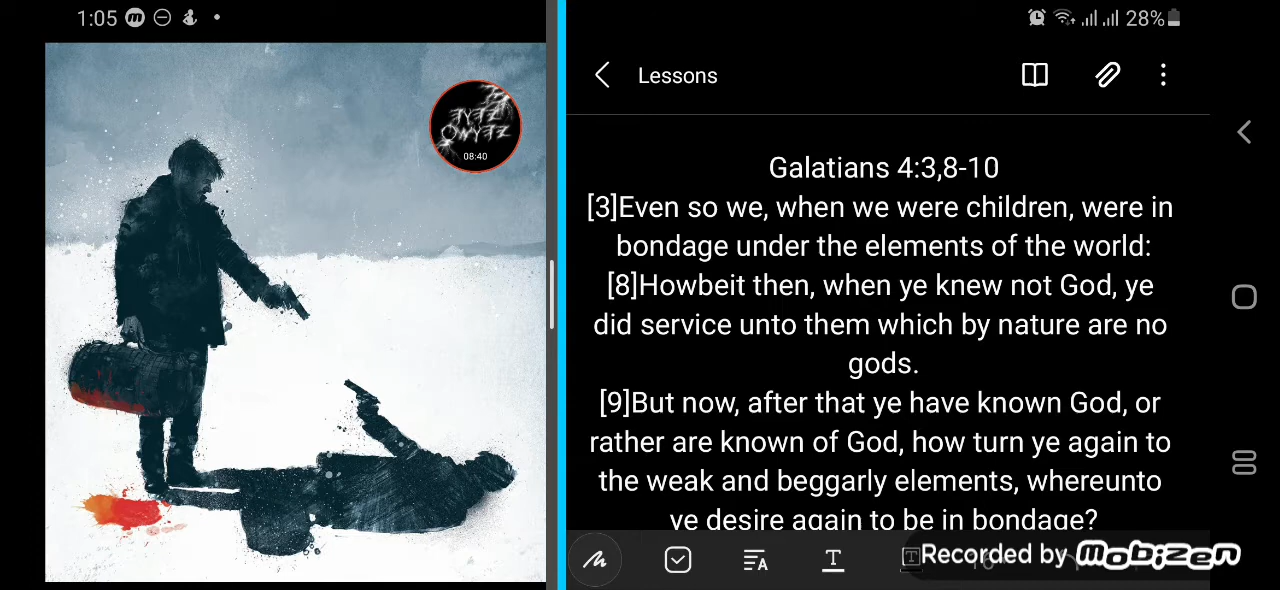 1:05
28%
08:40
Lessons
Galatians 4:3,8-10
[3]Even so we, when we were children, were in
bondage under the elements of the world:
[8]Howbeit then, when ye knew not God, ye
did service unto them which by nature are no
gods.
[9]But now, after that ye have known God, or
rather are known of God, how turn ye again to
the weak and beggarly elements, whereunto
ye desire again to be in bondage?
Recorded by mobizen